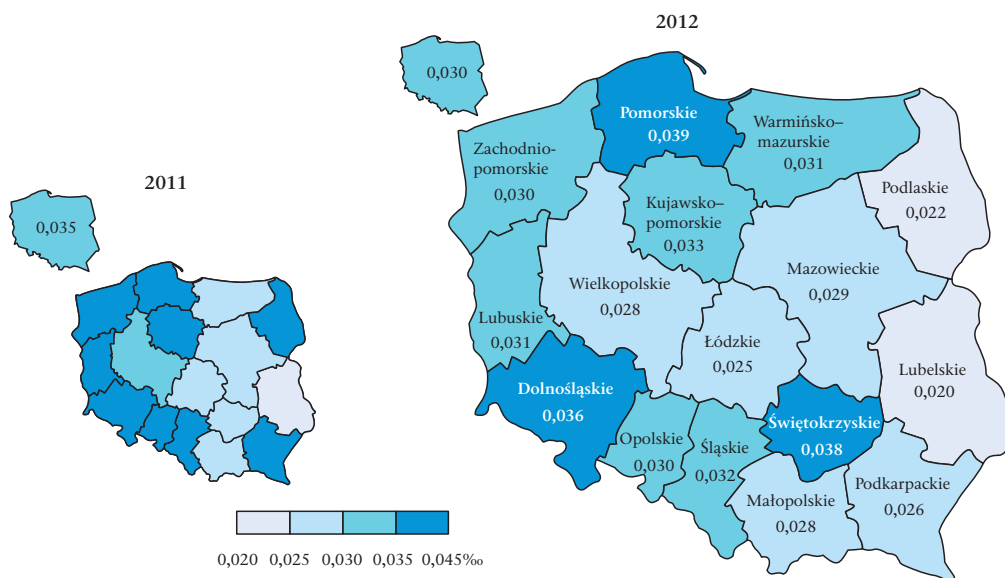 2012
0,030
Pomorskie
0,039
Warmińsko–
mazurskie
0,031
Zachodnio–
pomorskie
0,030
Podlaskie
0,022
Kujawsko–
pomorskie
0,033
2011
0,035
Mazowieckie
0,029
Wielkopolskie
0,028
Lubuskie
0,031
Łódzkie
0,025
Lubelskie
0,020
Dolnośląskie
0,036
Świętokrzyskie
0,038
Opolskie
0,030
Śląskie
0,032
Podkarpackie
0,026
Małopolskie
0,028
0,020 0,025 0,030 0,035 0,045‰